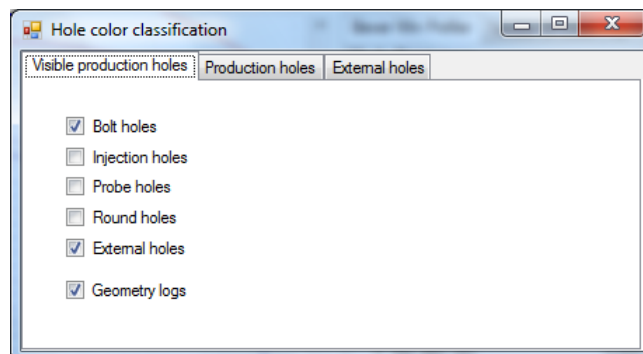 Hole color classification
Visible production holes Production holes External holes
Bolt holes
Injection holes
Probe holes
Round holes
External holes
Geometry logs